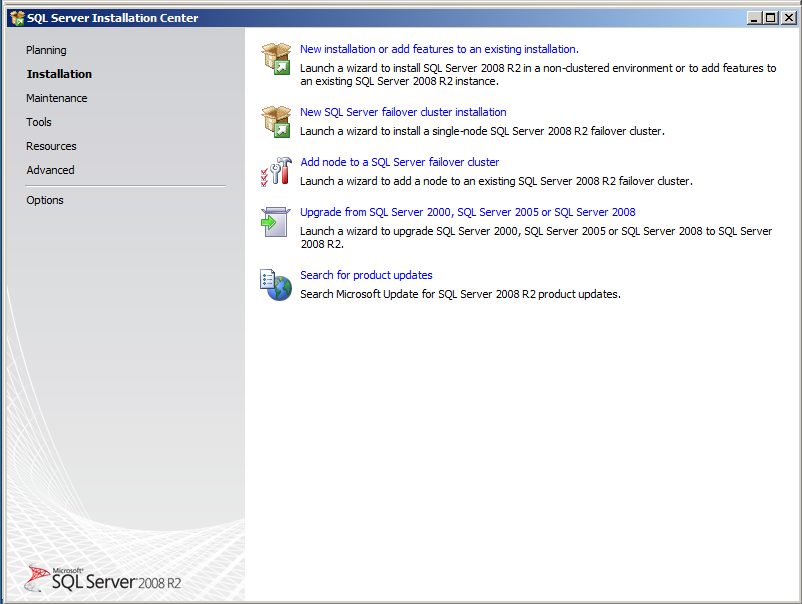 SQL Server Installation Center
Planning
Installation
Maintenance
Tools
Resources
Advanced
Options
New installation or add features to an existing installation.
Launch a wizard to install SQL Server 2008 R2 in a non-clustered environment or to add features to
an existing SQL Server 2008 R2 instance.
New SQL Server failover cluster installation
Launch a wizard to install a single-node SQL Server 2008 R2 failover cluster.
Add node to a SQL Server failover cluster
Launch a wizard to add a node to an existing SQL Server 2008 R2 failover cluster.
Upgrade from SQL Server 2000, SQL Server 2005 or SQL Server 2008
Launch a wizard to upgrade SQL Server 2000, SQL Server 2005 or SQL Server 2008 to SQL Server
2008 R2.
Search for product updates
Search Microsoft Update for SQL Server 2008 R2 product updates.
Microsoft®
SQL Server 2008 R2